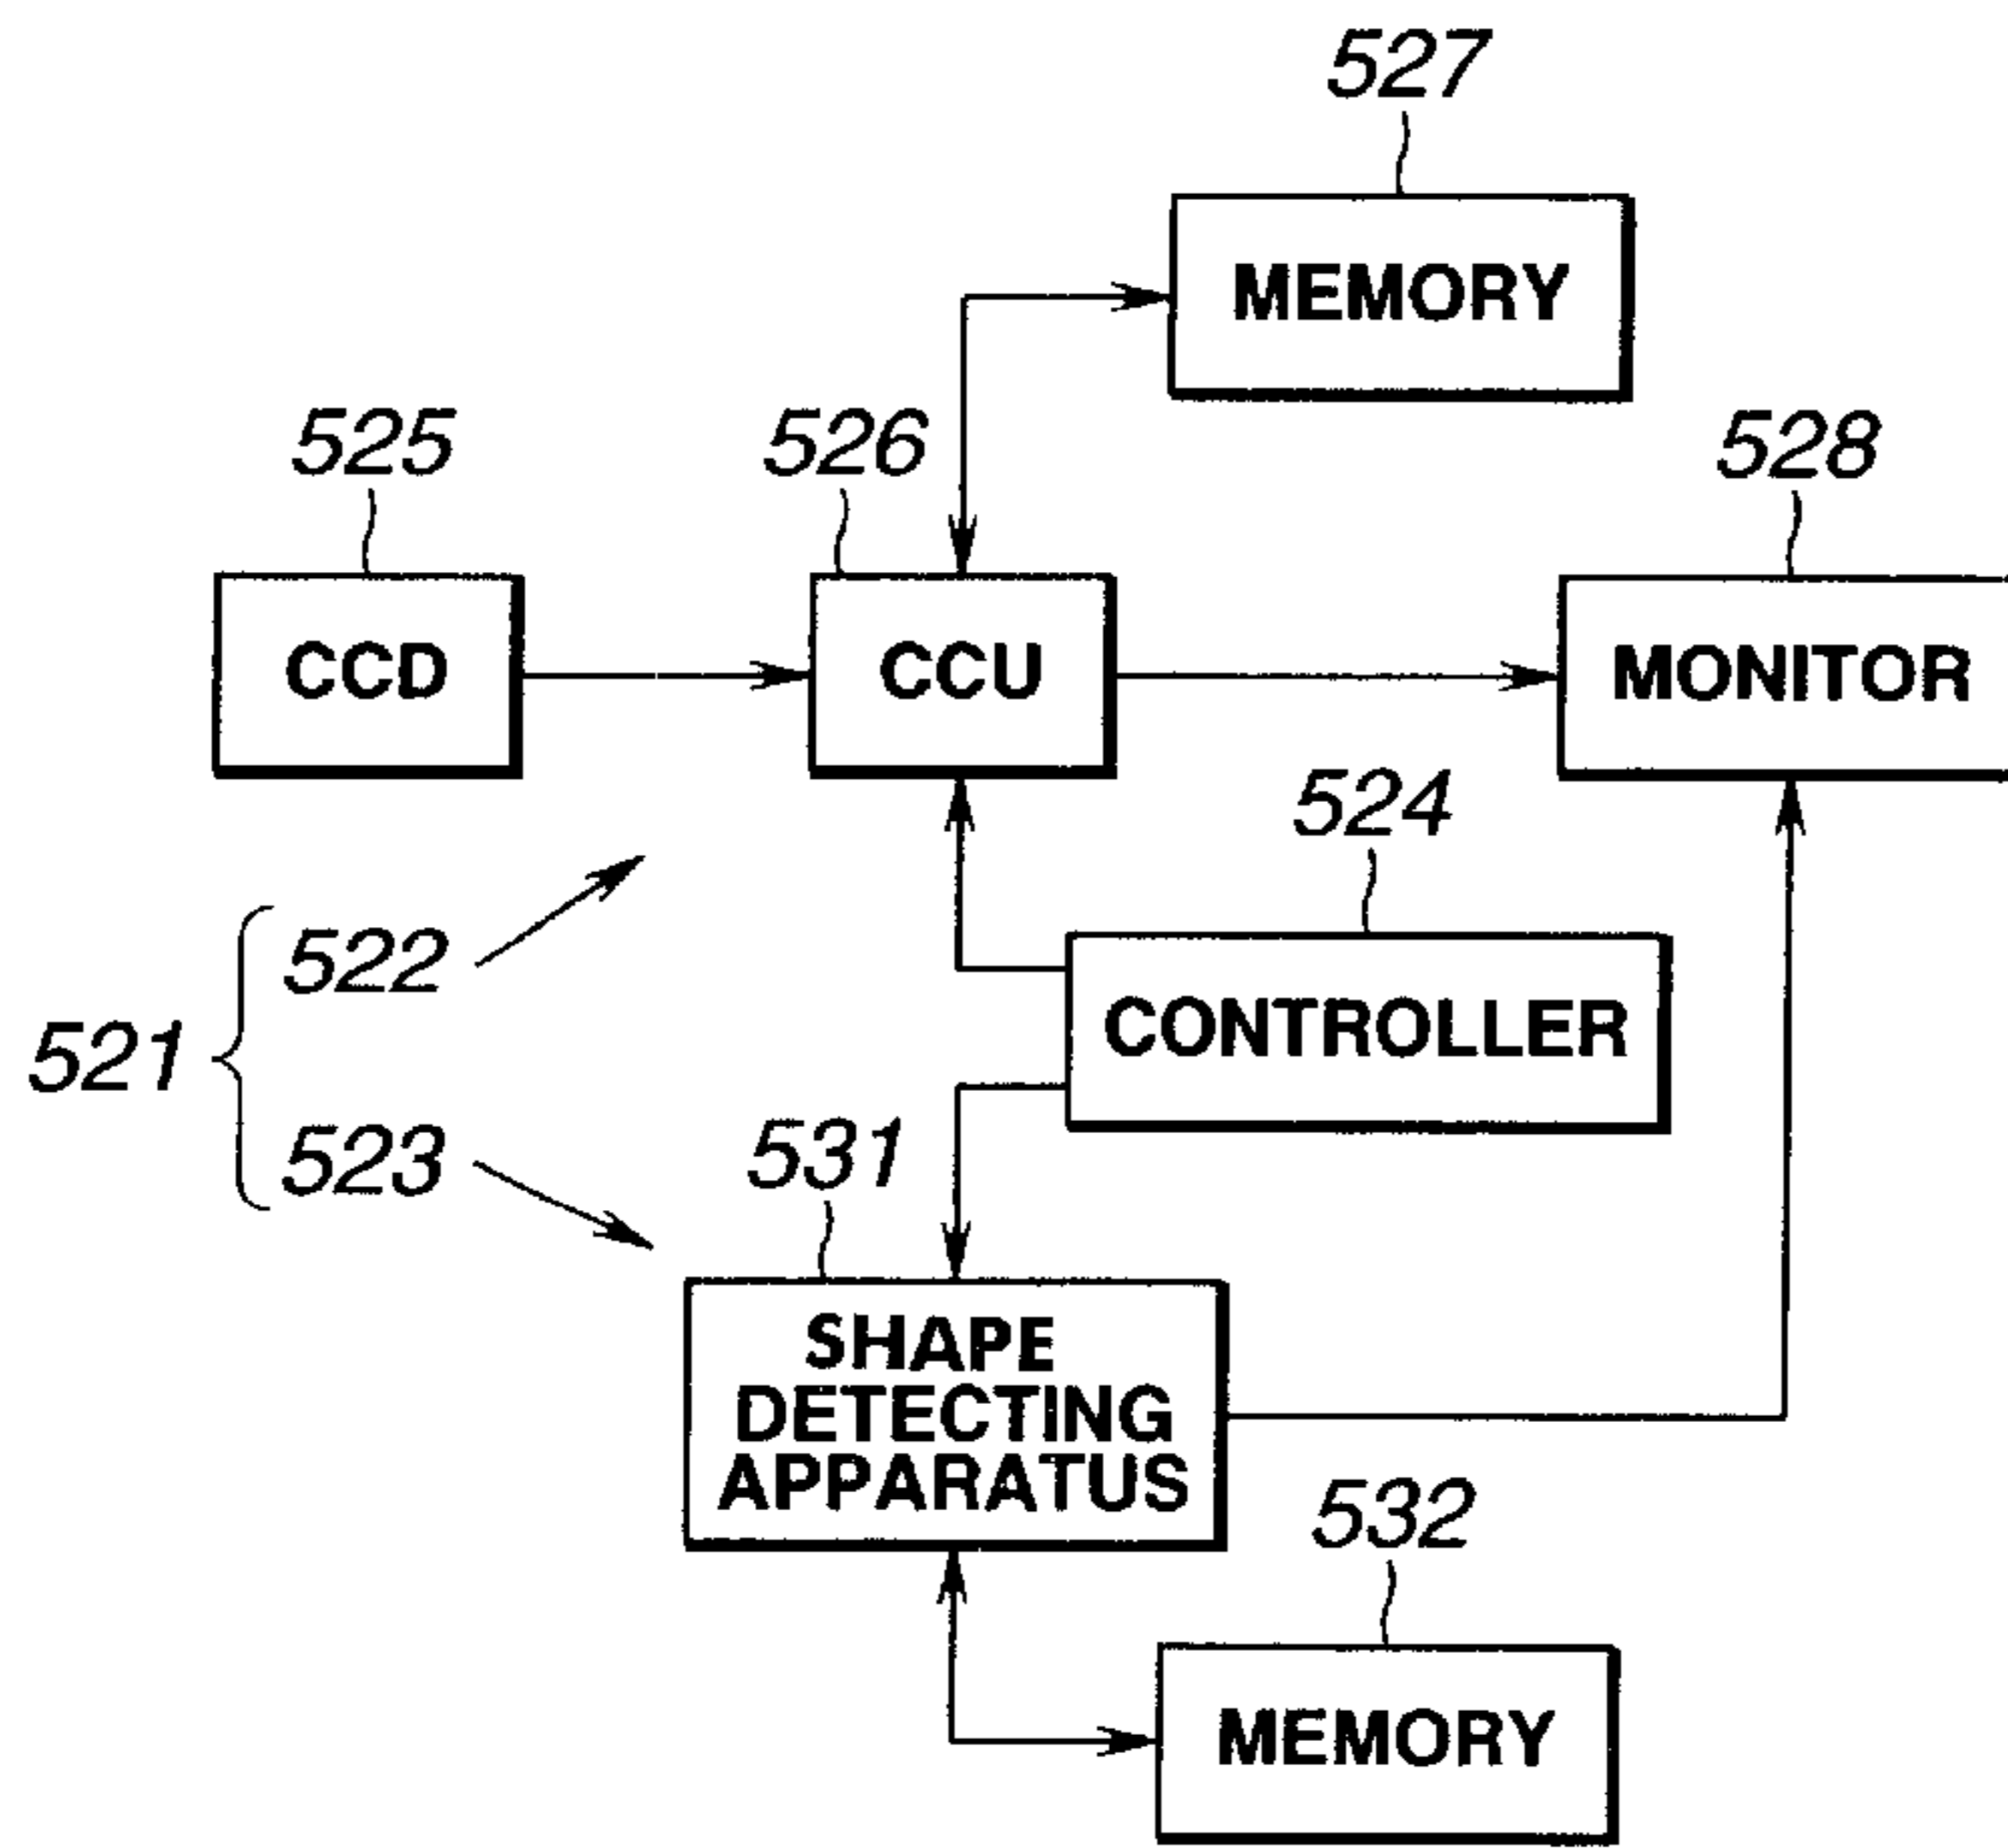 527
MEMORY
525
526
528
CCD
CCU
MONITOR
524
522
521
CONTROLLER
523
531
SHAPE
DETECTING
APPARATUS
532
MEMORY